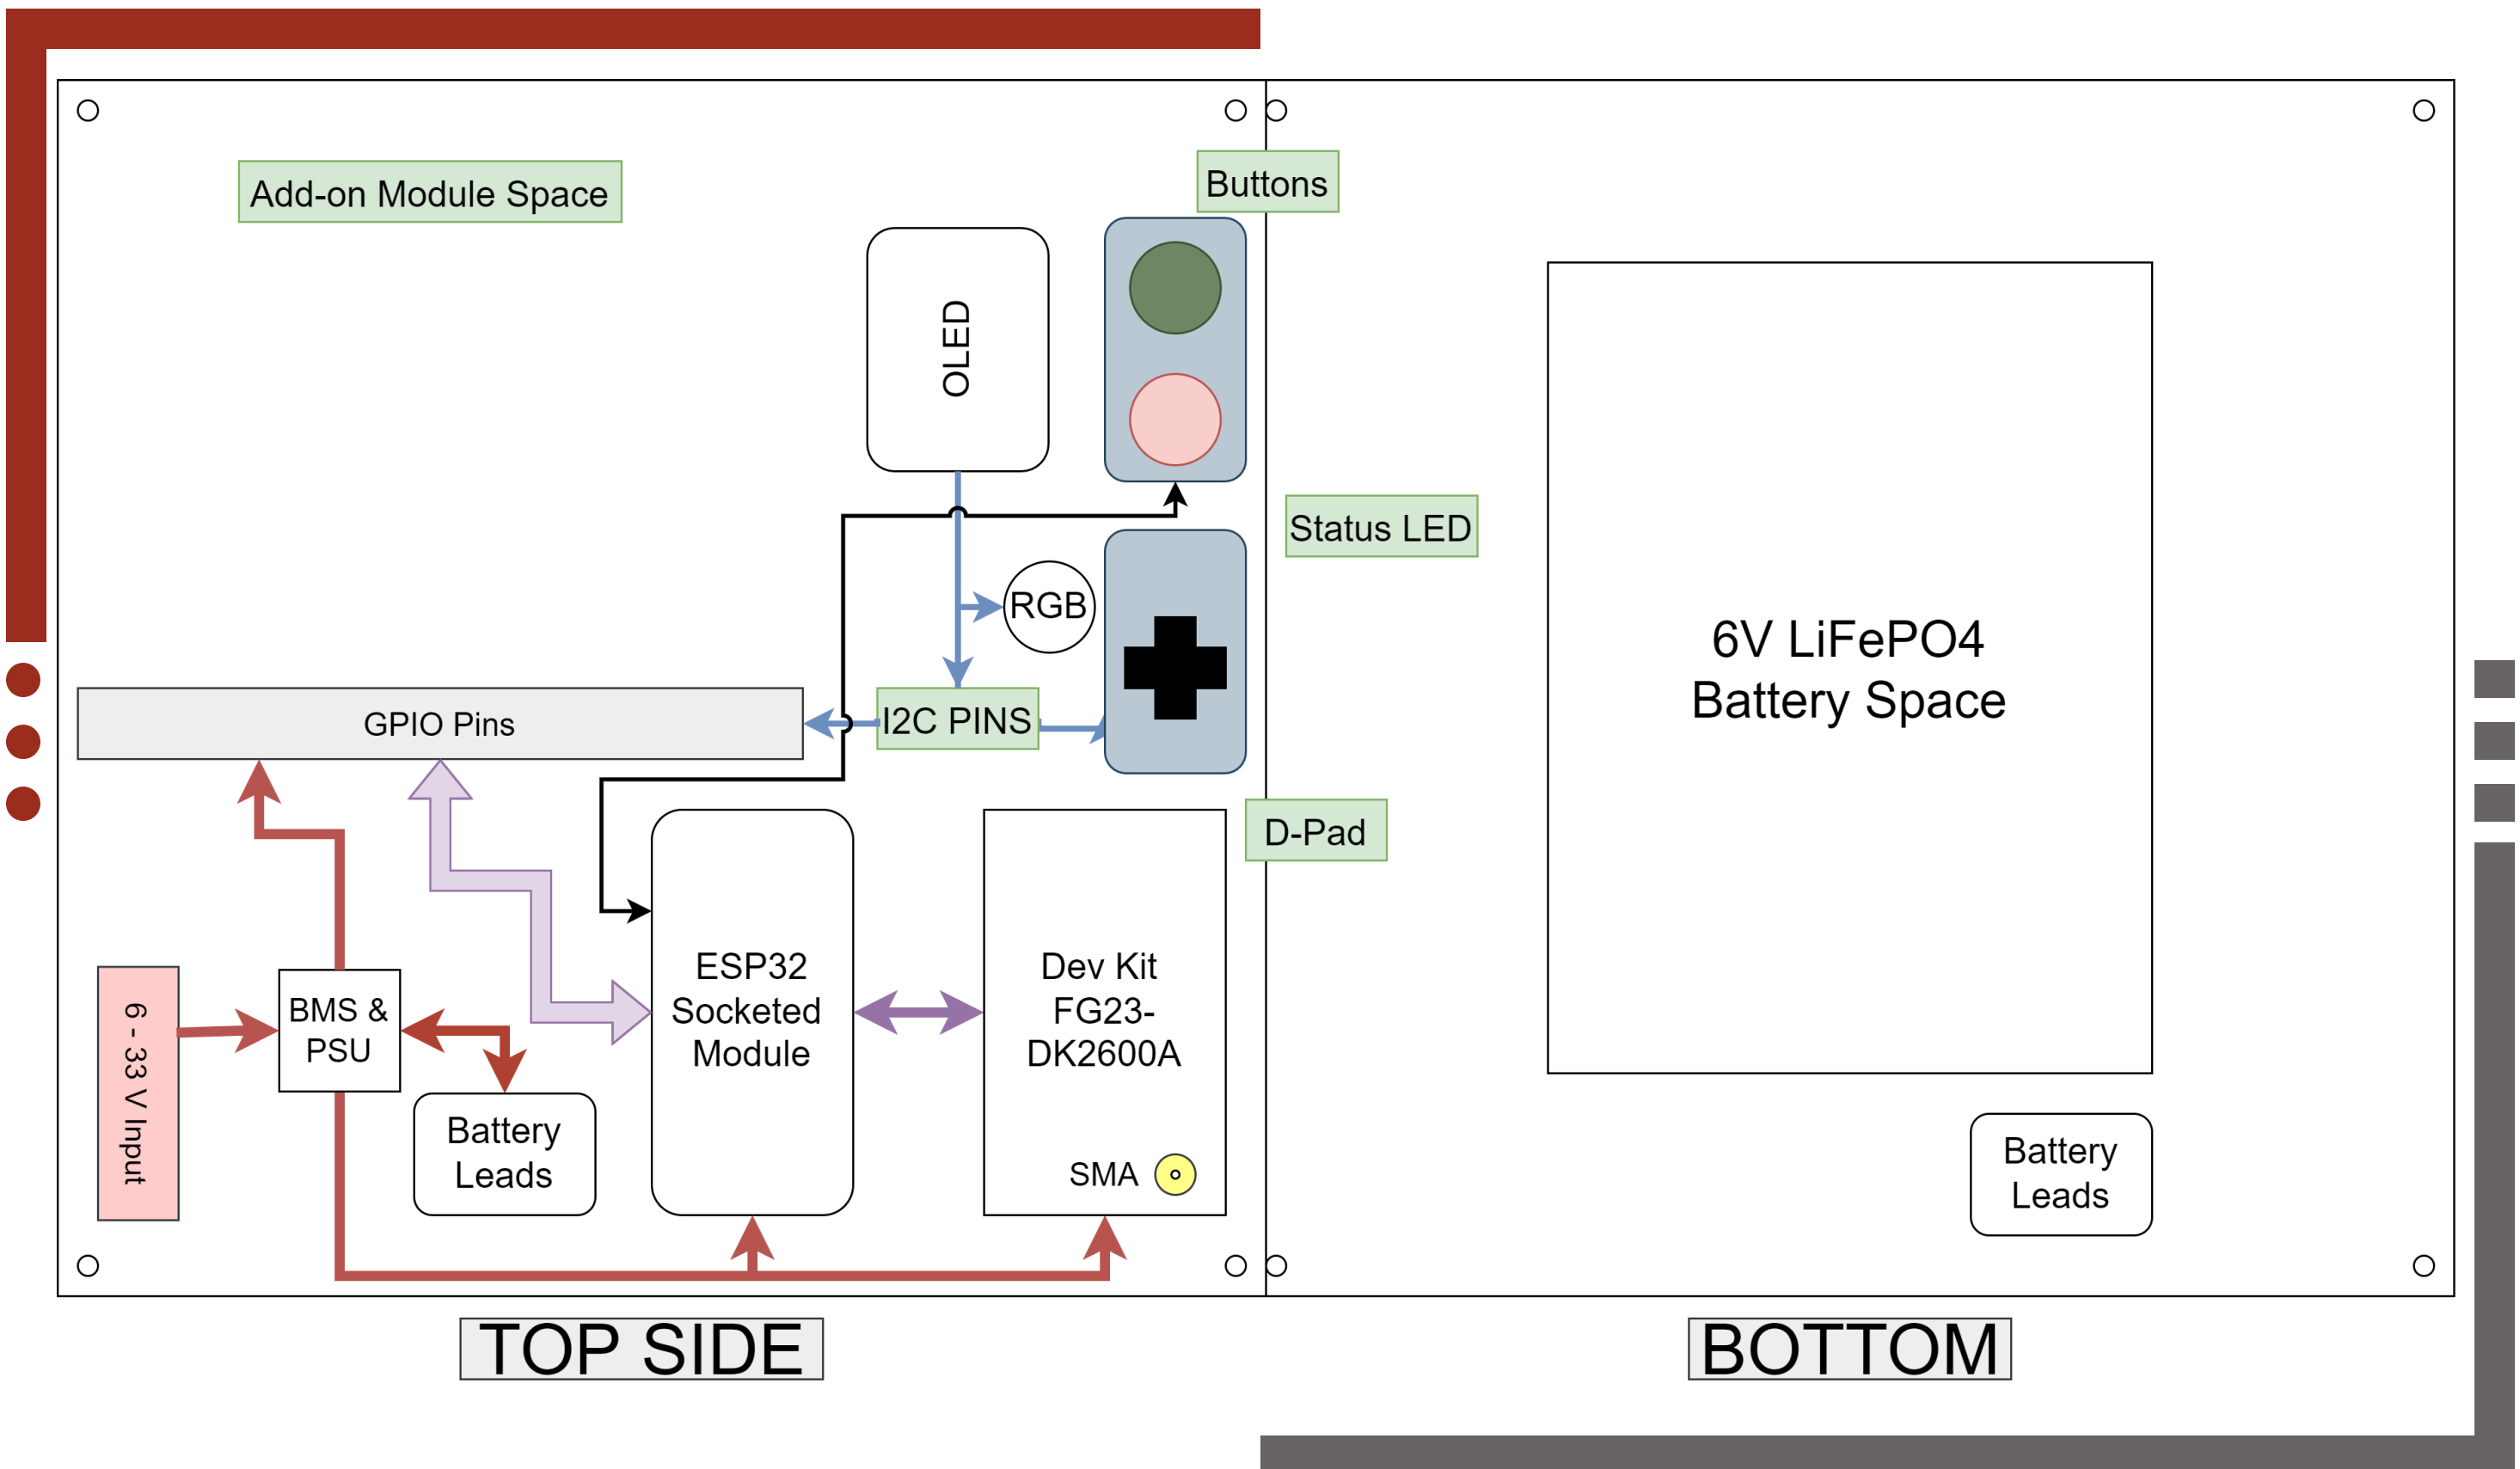 Add-on Module Space
Buttons
OLED
Status LED
RGB
6V LiFePO4
Battery Space
GPIO Pins
I2C PINS
D-Pad
6 - 33 V Input
BMS &
PSU
Battery
Leads
ESP32
Socketed
Module
Dev Kit
FG23-
DK2600A
SMA
Battery
Leads
TOP SIDE
BOTTOM